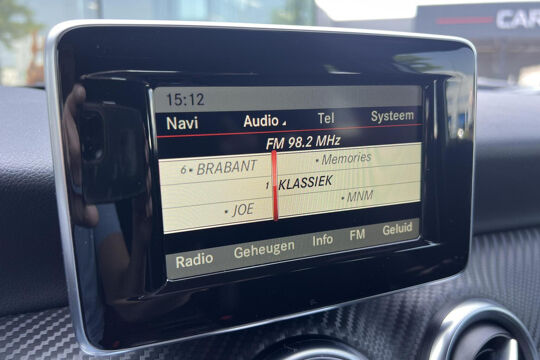 CAR
15:12
Navi Audio Tel Systeem
FM 98.2 MHz
6 BRABANT • Memories
1 KLASSIEK
• JOE • MNM
Radio Geheugen Info FM Geluid